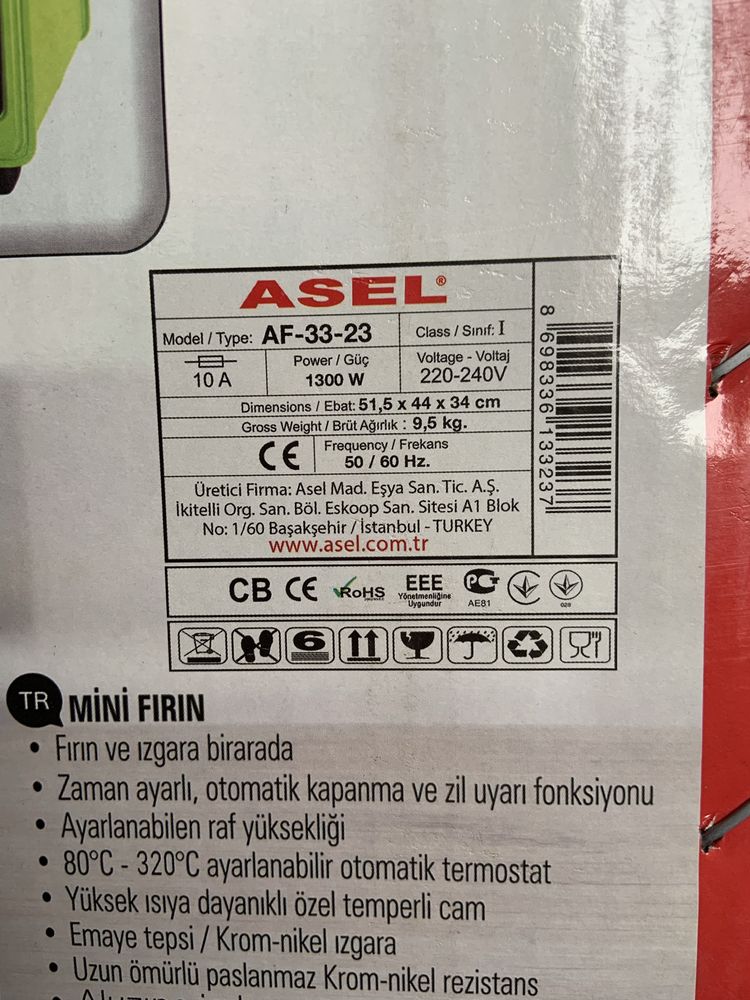 ASEL®
Model / Type: AF-33-23
Class / Sınıf: I
10 A
Power / Güç
1300 W
Voltage - Voltaj
220-240V
Dimensions / Ebat: 51,5 x 44 x 34 cm
Gross Weight / Brüt Ağırlık : 9,5 kg.
CE
Frequency / Frekans
50 / 60 Hz.
Üretici Firma: Asel Mad. Eşya San. Tic. A.Ş.
İkitelli Org. San. Böl. Eskoop San. Sitesi A1 Blok
No: 1/60 Başakşehir / İstanbul - TURKEY
www.asel.com.tr
8 698336 133237
CB CE RoHS EEE
Yönetmenliğine
Uygundur
AE81
028
6
TR MİNİ FIRIN
• Fırın ve ızgara birarada
• Zaman ayarlı, otomatik kapanma ve zil uyarı fonksiyonu
• Ayarlanabilen raf yüksekliği
• 80°C - 320°C ayarlanabilir otomatik termostat
• Yüksek ısıya dayanıklı özel temperli cam
• Emaye tepsi / Krom-nikel ızgara
• Uzun ömürlü paslanmaz Krom-nikel rezistans